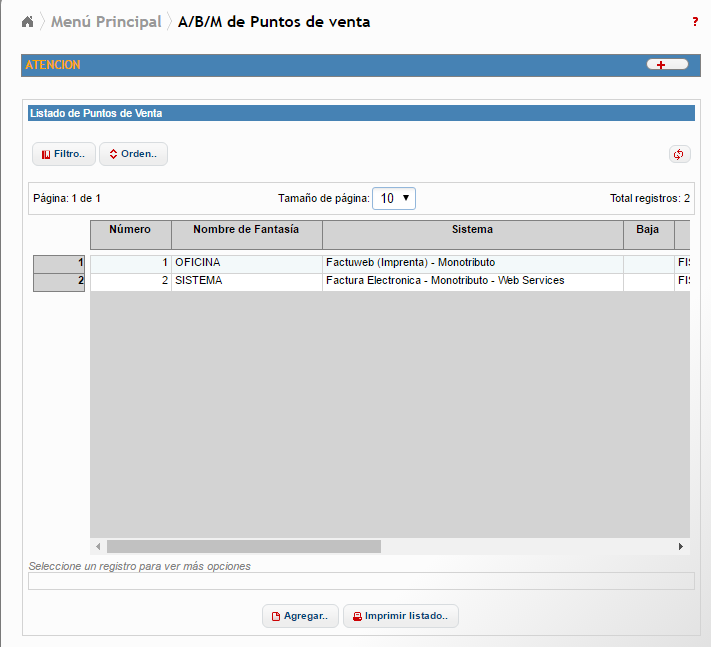 Menú Principal A/B/M de Puntos de venta ?
ATENCION
Listado de Puntos de Venta
Filtro.. Orden..
Página: 1 de 1 Tamaño de página: 10 Total registros: 2
Número Nombre de Fantasía Sistema Baja
1 1 OFICINA Factuweb (Imprenta) - Monotributo
2 2 SISTEMA Factura Electronica - Monotributo - Web Services
Seleccione un registro para ver más opciones
Agregar.. Imprimir listado..